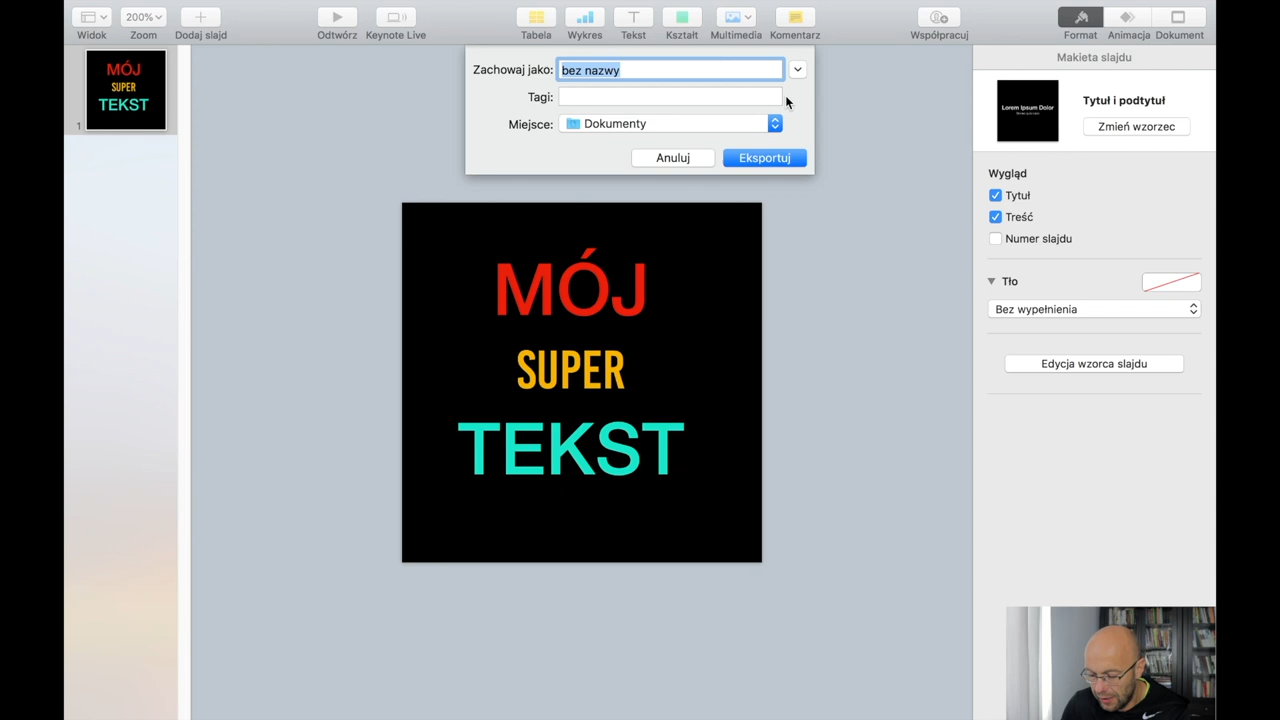 200%
Widok
Zoom
Dodaj slajd
Odtwórz
Keynote Live
Tabela
Wykres
Tekst
Kształt
Multimedia
Komentarz
Współpracuj
Format
Animacja
Dokument
MÓJ
SUPER
TEKST
1
Zachowaj jako: bez nazwy
Tagi:
Miejsce: Dokumenty
Anuluj
Eksportuj
MÓJ
SUPER
TEKST
Makieta slajdu
Lorem Ipsum Dolor
Tytuł i podtytuł
Zmień wzorzec
Wygląd
Tytuł
Treść
Numer slajdu
Tło
Bez wypełnienia
Edycja wzorca slajdu